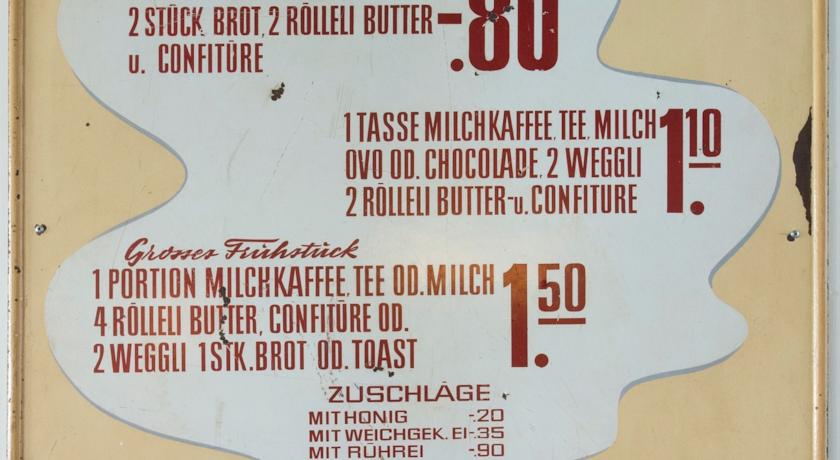 2 STÜCK BROT, 2 RÖLLELI BUTTER -.80
u. CONFITÜRE
1 TASSE MILCHKAFFEE, TEE, MILCH 1.10
OVO OD. CHOCOLADE, 2 WEGGLI
2 RÖLLELI BUTTER-u. CONFITURE
Grosses Frühstück
1 PORTION MILCHKAFFEE, TEE OD. MILCH 1.50
4 RÖLLELI BUTTER, CONFITÜRE OD.
2 WEGGLI 1 STK. BROT OD. TOAST
ZUSCHLÄGE
MIT HONIG -.20
MIT WEICHGEK. EI -.35
MIT RÜHREI -.90